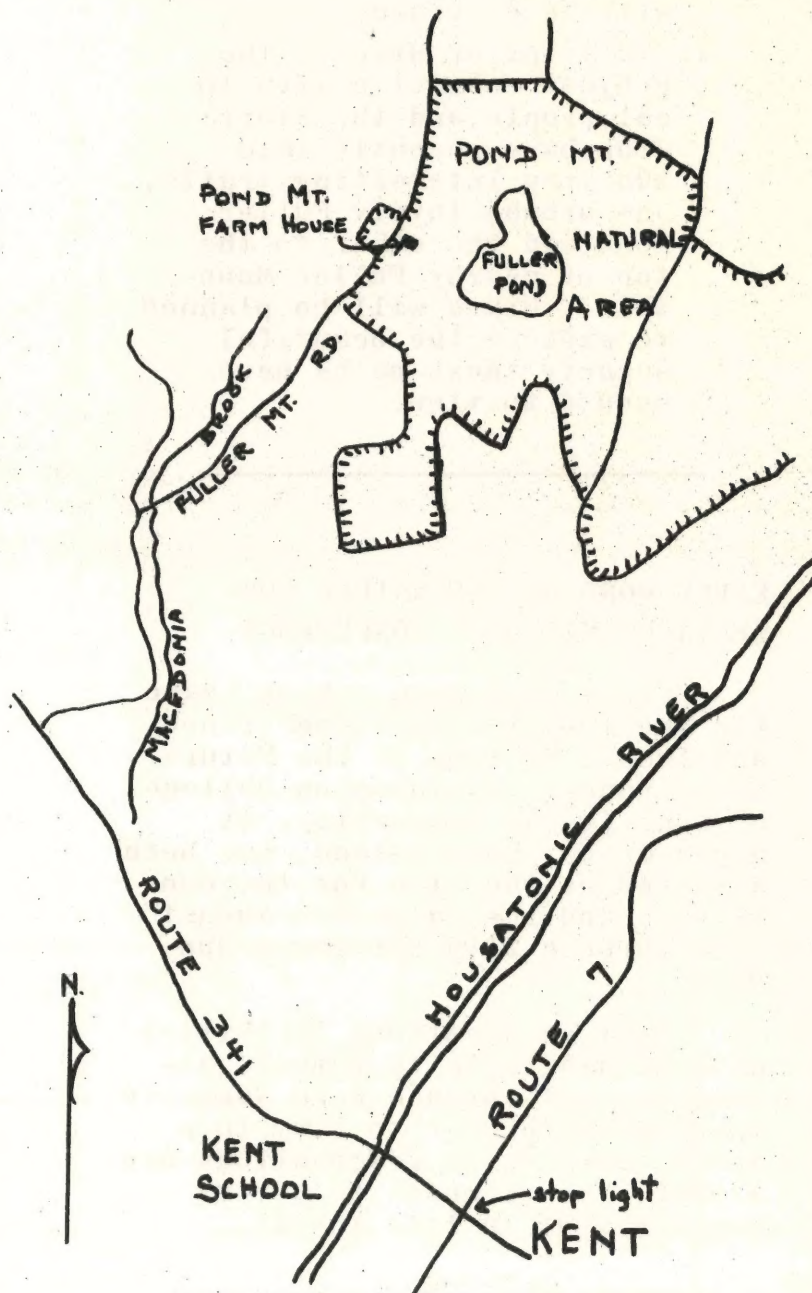 POND MT.
NATURAL
AREA
FULLER
POND
POND MT.
FARM HOUSE
BROOK
FULLER MT. RD
MACEDONIA
HOUSATONIC RIVER
ROUTE 341
ROUTE 7
N.
KENT
SCHOOL
stop light
KENT